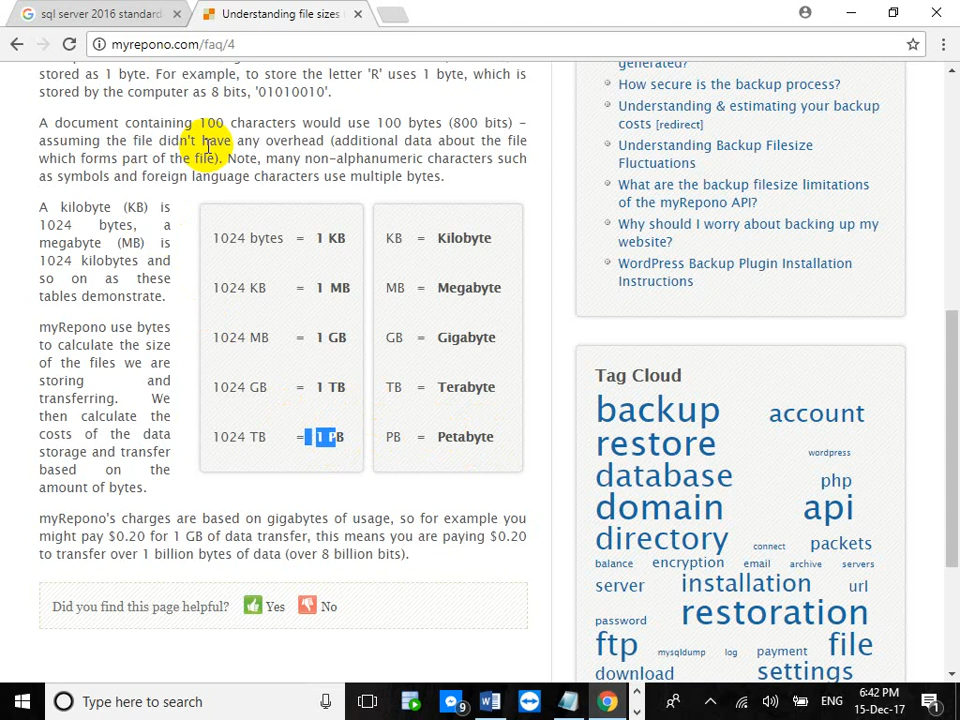 sql server 2016 standard
Understanding file sizes
myrepono.com/faq/4
stored as 1 byte. For example, to store the letter 'R' uses 1 byte, which is
stored by the computer as 8 bits, '01010010'.
A document containing 100 characters would use 100 bytes (800 bits) –
assuming the file didn't have any overhead (additional data about the file
which forms part of the file). Note, many non-alphanumeric characters such
as symbols and foreign language characters use multiple bytes.
A kilobyte (KB) is
1024 bytes, a
megabyte (MB) is
1024 kilobytes and
so on as these
tables demonstrate.
myRepono use bytes
to calculate the size
of the files we are
storing and
transferring. We
then calculate the
costs of the data
storage and transfer
based on the
amount of bytes.
1024 bytes = 1 KB
1024 KB = 1 MB
1024 MB = 1 GB
1024 GB = 1 TB
1024 TB = 1 PB
KB = Kilobyte
MB = Megabyte
GB = Gigabyte
TB = Terabyte
PB = Petabyte
myRepono's charges are based on gigabytes of usage, so for example you
might pay $0.20 for 1 GB of data transfer, this means you are paying $0.20
to transfer over 1 billion bytes of data (over 8 billion bits).
Did you find this page helpful? Yes No
generated?
How secure is the backup process?
Understanding & estimating your backup
costs [redirect]
Understanding Backup Filesize
Fluctuations
What are the backup filesize limitations
of the myRepono API?
Why should I worry about backing up my
website?
WordPress Backup Plugin Installation
Instructions
Tag Cloud
backup account
restore wordpress
database php
domain api
directory connect packets
balance encryption email archive servers
server installation url
password restoration
ftp mysqldump log payment file
download settings
Type here to search
9
ENG
6:42 PM
15-Dec-17
1